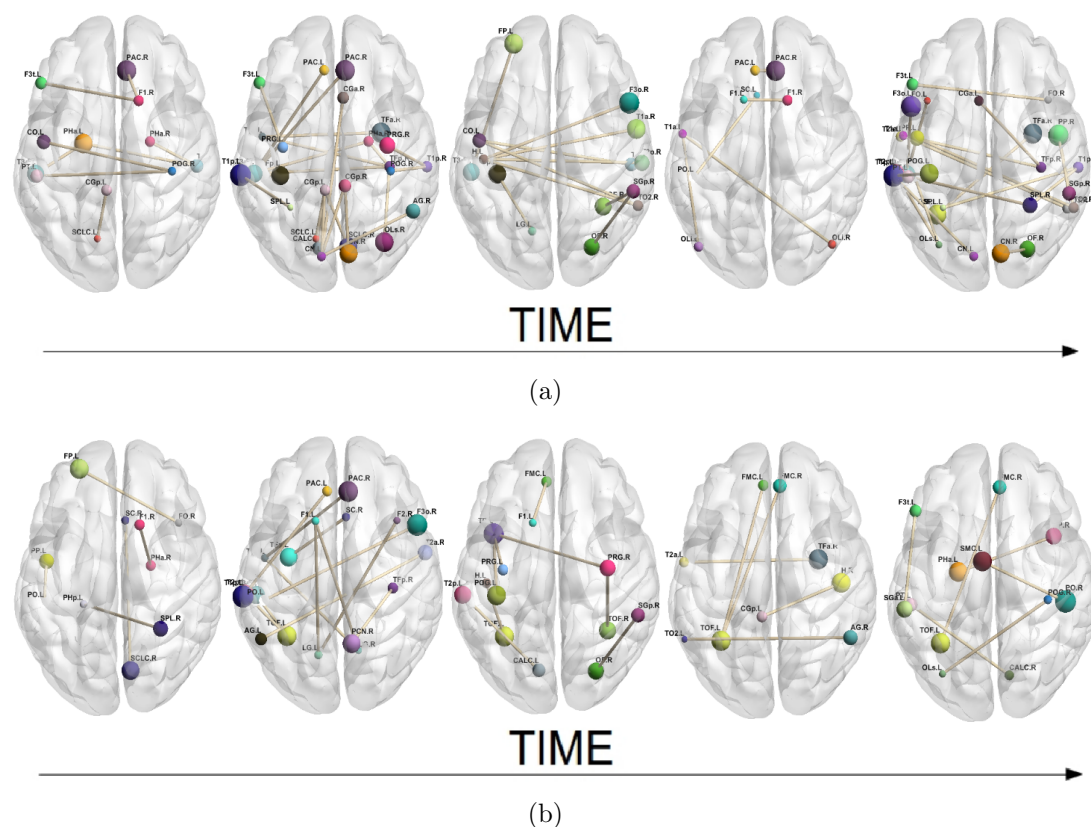 PAC.R
F3t.L
F1.R
CO.L
PHa.L
PHa.R
PT.L
POG.R
CGp.L
SCLC.L
PAC.L
PAC.R
F3t.L
CGa.R
TFa.R
PRG.L
PRG.R
T1p.L
POG.R
T1p.R
CGp.L
CGp.R
SPL.L
AG.R
SCLC.L
SCLC.R
OLs.R
FP.L
F3o.R
T1a.R
CO.L
SGp.R
TO2.R
LG.L
OF.R
PAC.L
PAC.R
SC.L
F1.L
F1.R
T1a.L
PO.L
OLi.L
OLi.R
F3t.L
F3o.L
FO.L
CGa.L
FO.R
TFa.R
PP.R
POG.L
TFp.R
SGp.R
SPL.R
OLs.L
CN.L
CN.R
OF.R
TIME
(a)
FP.L
SC.R
F1.R
FO.R
PP.L
PHa.R
PO.L
PHp.L
SPL.R
SCLC.R
PAC.L
PAC.R
F1.L
SC.R
F2.R
F3o.R
T2a.R
TFp.R
PO.L
AG.L
TOF.L
PCN.R
LG.L
FMC.L
F1.L
PRG.L
PRG.R
H.L
T2p.L
POG.L
SGp.R
TOF.R
CALC.L
OF.R
FMC.L
MC.R
T2a.L
TFa.R
H.R
CGp.L
TO2.L
TOF.L
AG.R
MC.R
F3t.L
SMC.L
PHa.L
PO.R
POG.R
TOF.L
OLs.L
CALC.R
TIME
(b)